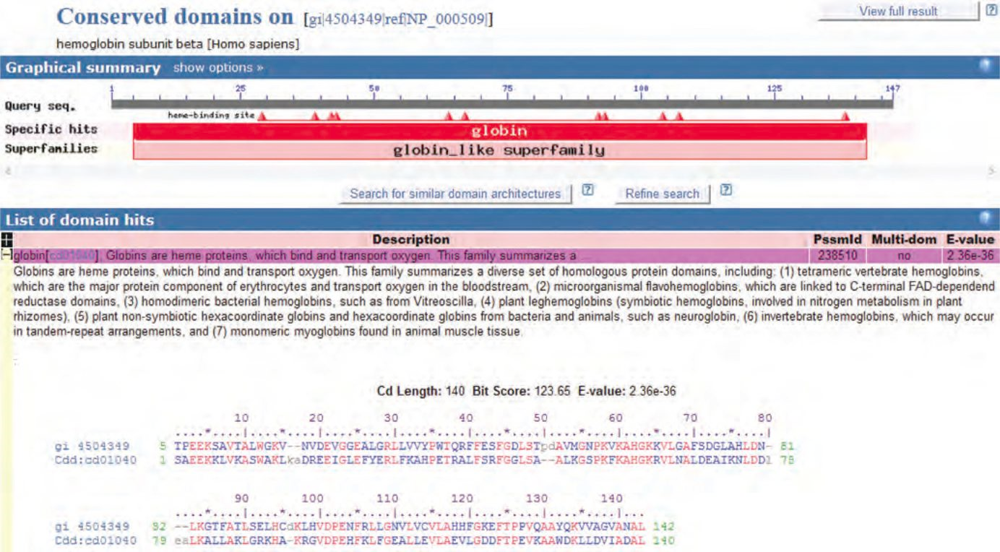 Conserved domains on [gi|4504349|ref|NP_000509|]
View full result
hemoglobin subunit beta [Homo sapiens]
Graphical summary show options »
1 25 50 75 100 125 147
Query seq.
heme-binding site
Specific hits
globin
Superfamilies
globin_like superfamily
Search for similar domain architectures
Refine search
List of domain hits
Description PssmId Multi-dom E-value
globin[cd01040], Globins are heme proteins, which bind and transport oxygen. This family summarizes a ... 238510 no 2.36e-36
Globins are heme proteins, which bind and transport oxygen. This family summarizes a diverse set of homologous protein domains, including: (1) tetrameric vertebrate hemoglobins,
which are the major protein component of erythrocytes and transport oxygen in the bloodstream, (2) microorganismal flavohemoglobins, which are linked to C-terminal FAD-dependend
reductase domains, (3) homodimeric bacterial hemoglobins, such as from Vitreoscilla, (4) plant leghemoglobins (symbiotic hemoglobins, involved in nitrogen metabolism in plant
rhizomes), (5) plant non-symbiotic hexacoordinate globins and hexacoordinate globins from bacteria and animals, such as neuroglobin, (6) invertebrate hemoglobins, which may occur
in tandem-repeat arrangements, and (7) monomeric myoglobins found in animal muscle tissue.
Cd Length: 140 Bit Score: 123.65 E-value: 2.36e-36
10 20 30 40 50 60 70 80
....*....|....*....|....*....|....*....|....*....|....*....|....*....|....*....|
gi 4504349 5 TPEEKSAVTALWGKV--NVDEVGGEALGRLLVVYPWTQRFFESFGDLSTpdAVMGNPKVKAHGKKVLGAFSDGLAHLDN- 81
Cdd:cd01040 1 SAEEKKLVKASWAKLkaDREEIGLEFYERLFKAHPETRALFSRFGGLSA--ALKGSPKFKAHGKRVLNALDEAIKNLDDl 78
90 100 110 120 130 140
....*....|....*....|....*....|....*....|....*....|....*....|...
gi 4504349 82 --LKGTFATLSELHCdKLHVDPENFRLLGNVLVCVLAHHFGKEFTPPVQAAYQKVVAGVANAL 142
Cdd:cd01040 79 eaLKALLAKLGRKHA-KRGVDPEHFKLFGEALLEVLAEVLGDDFTPEVKAAWDKLLDVIADAL 140